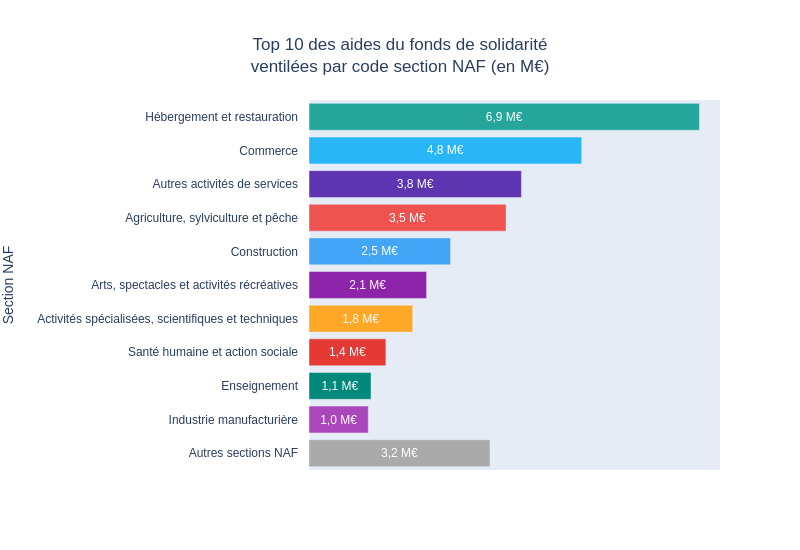 Top 10 des aides du fonds de solidarité
ventilées par code section NAF (en M€)
Section NAF
Hébergement et restauration 6,9 M€
Commerce 4,8 M€
Autres activités de services 3,8 M€
Agriculture, sylviculture et pêche 3,5 M€
Construction 2,5 M€
Arts, spectacles et activités récréatives 2,1 M€
Activités spécialisées, scientifiques et techniques 1,8 M€
Santé humaine et action sociale 1,4 M€
Enseignement 1,1 M€
Industrie manufacturière 1,0 M€
Autres sections NAF 3,2 M€